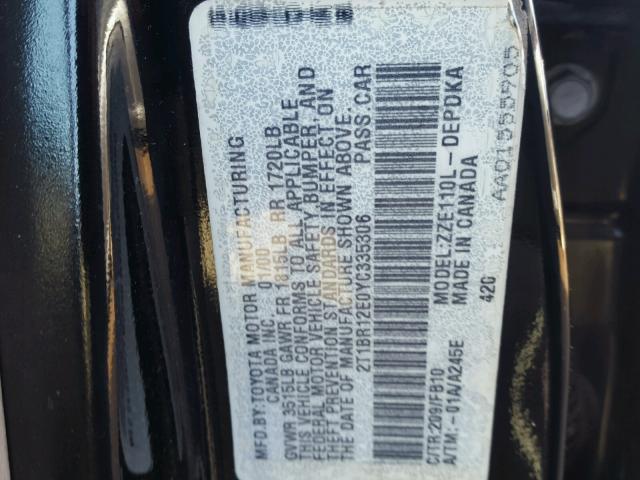 MFD.BY:TOYOTA MOTOR MANUFACTURING
CANADA INC. 01/00
GVWR 3515LB GAWR FR 1815LB RR 1720LB
THIS VEHICLE CONFORMS TO ALL APPLICABLE
FEDERAL MOTOR VEHICLE SAFETY, BUMPER, AND
THEFT PREVENTION STANDARDS IN EFFECT ON
THE DATE OF MANUFACTURE SHOWN ABOVE.
2T1BR12E0YC335306 PASS. CAR
C/TR:209/FB10 MODEL-ZZE110L-DEPDKA
A/TM:-01A/A245E MADE IN CANADA
42G
AA01555905